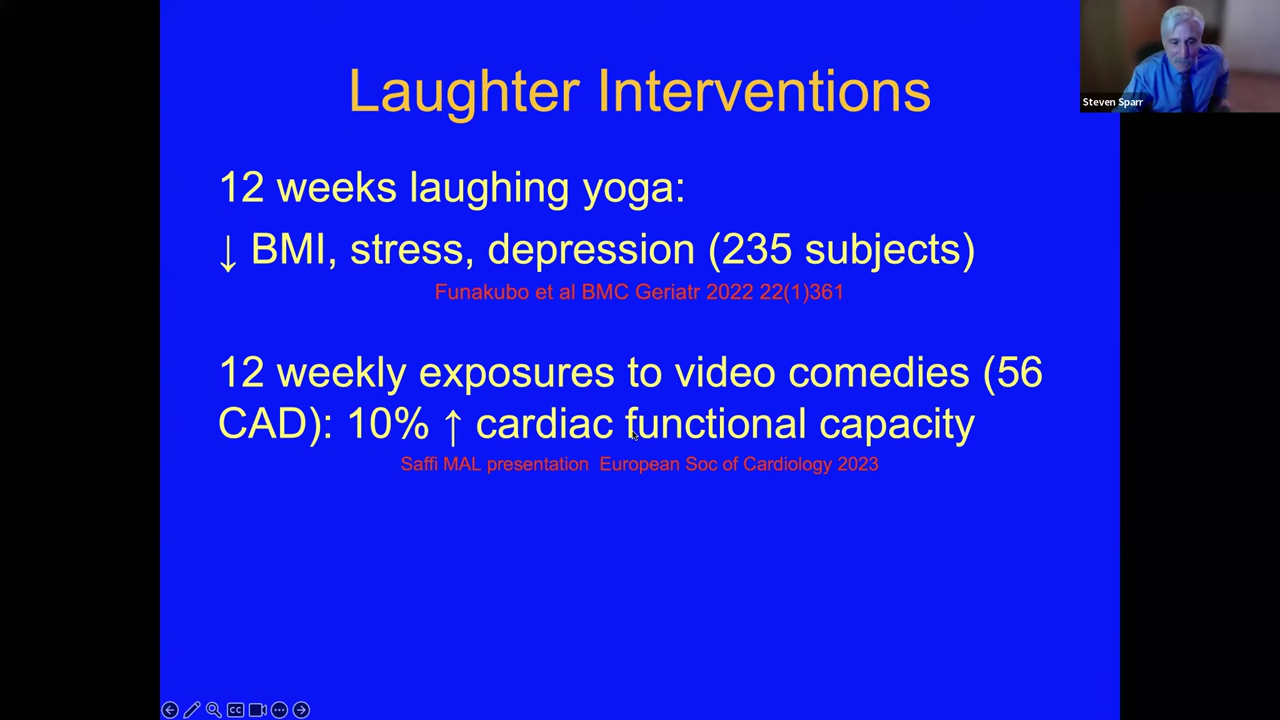 Laughter Interventions
Steven Sparr
12 weeks laughing yoga:
↓ BMI, stress, depression (235 subjects)
Funakubo et al BMC Geriatr 2022 22(1)361
12 weekly exposures to video comedies (56
CAD): 10% ↑ cardiac functional capacity
Saffi MAL presentation European Soc of Cardiology 2023
CC